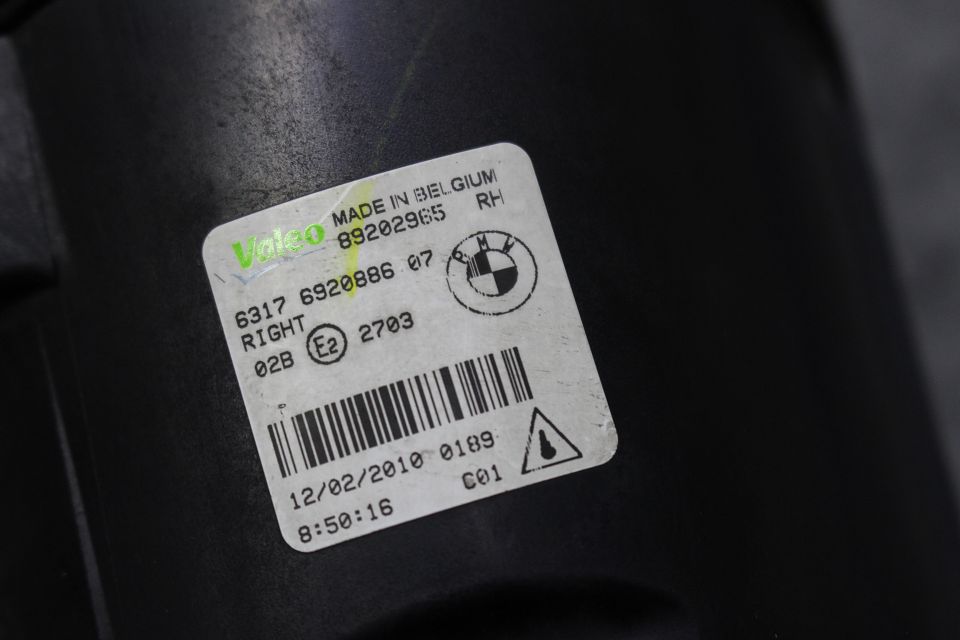 Valeo MADE IN BELGIUM
89202965 RH
6317 6920886 07
BMW
RIGHT
02B E2 2703
12/02/2010 0189
8:50:16 C01